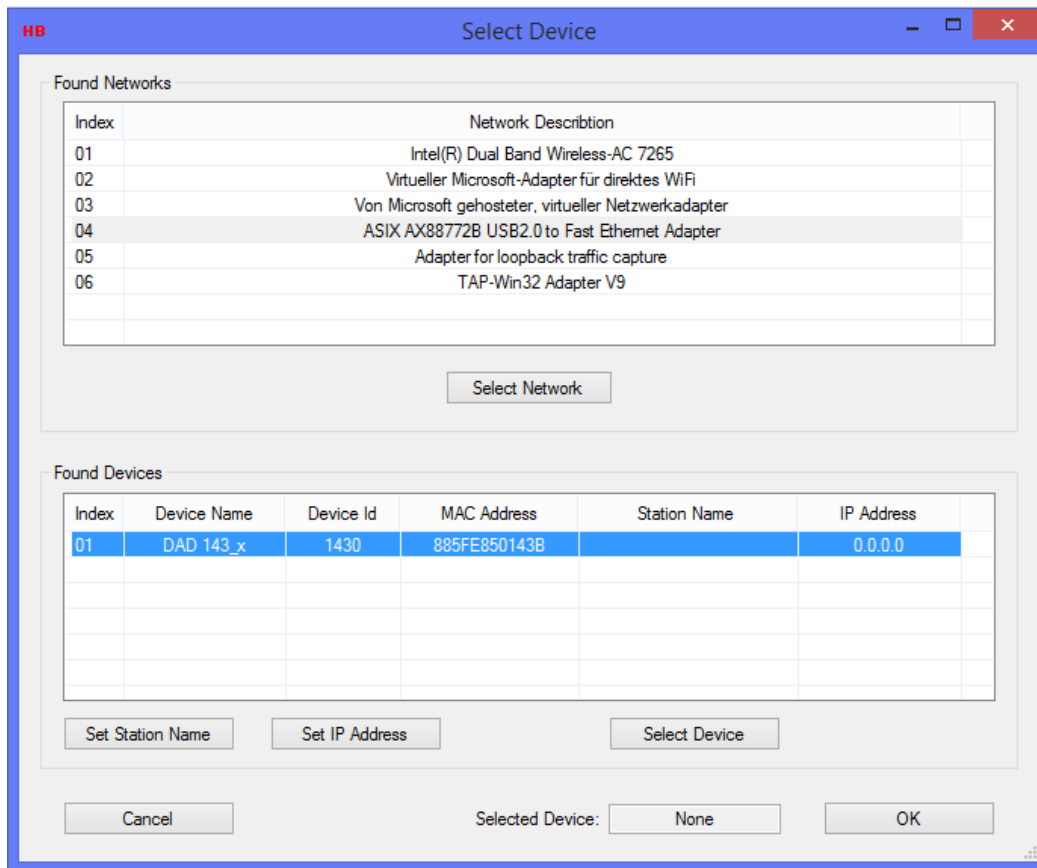 HB Select Device
Found Networks
Index Network Describtion
01 Intel(R) Dual Band Wireless-AC 7265
02 Virtueller Microsoft-Adapter für direktes WiFi
03 Von Microsoft gehosteter, virtueller Netzwerkadapter
04 ASIX AX88772B USB2.0 to Fast Ethernet Adapter
05 Adapter for loopback traffic capture
06 TAP-Win32 Adapter V9
Select Network
Found Devices
Index Device Name Device Id MAC Address Station Name IP Address
01 DAD 143_x 1430 885FE850143B 0.0.0.0
Set Station Name Set IP Address Select Device
Cancel Selected Device: None OK